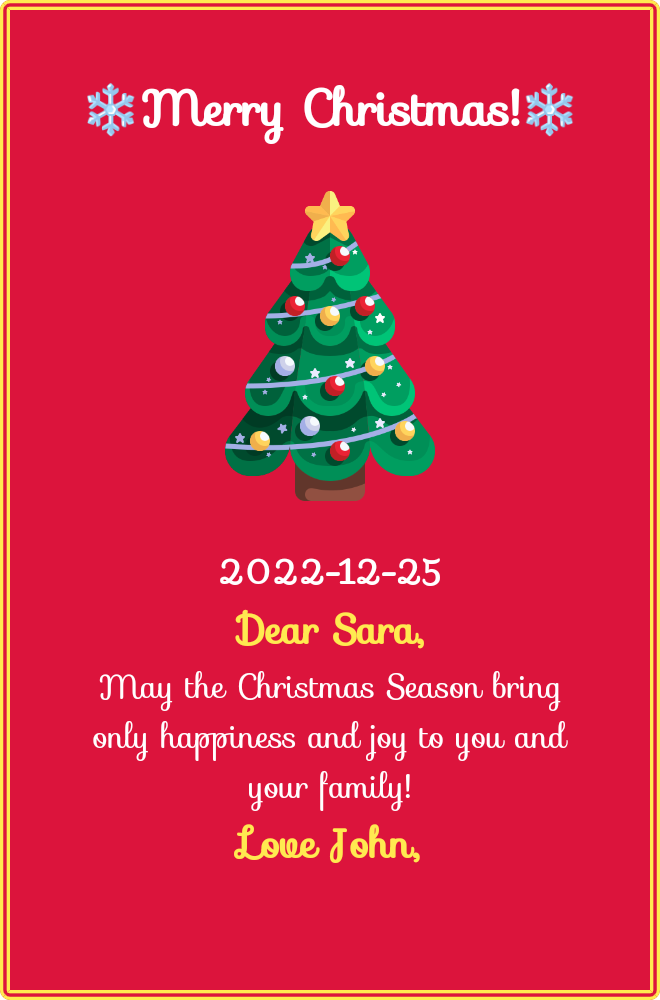 Merry Christmas!
2022-12-25
Dear Sara,
May the Christmas Season bring
only happiness and joy to you and
your family!
Love John,